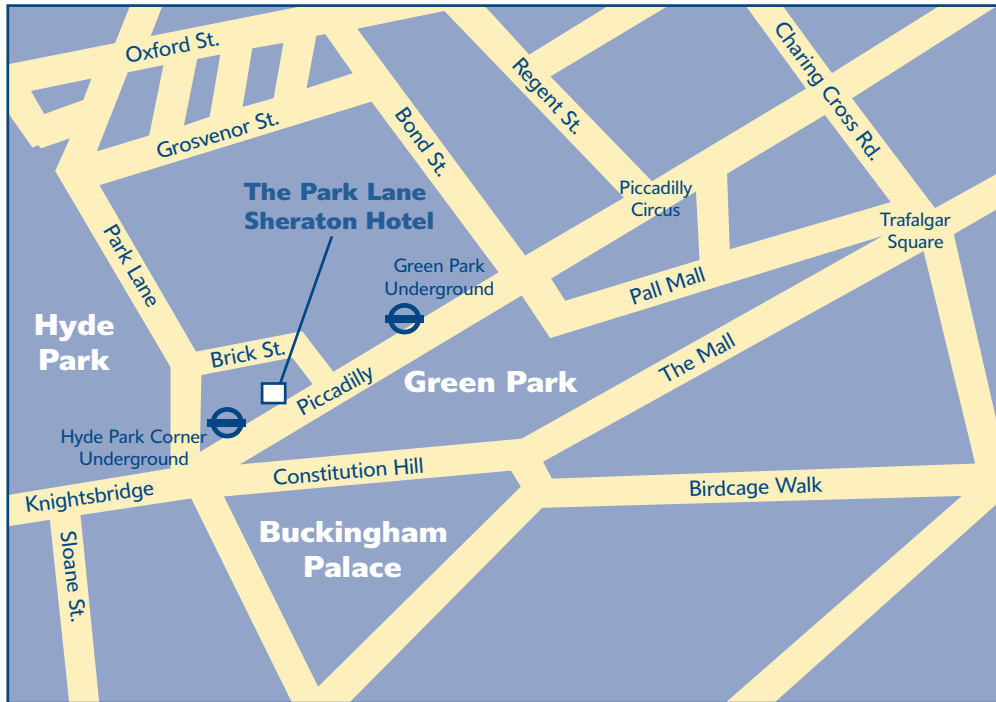 Oxford St.
Regent St.
Charing Cross Rd.
Grosvenor St.
Bond St.
The Park Lane
Sheraton Hotel
Piccadilly
Circus
Trafalgar
Square
Park Lane
Green Park
Underground
Pall Mall
Hyde
Park
Brick St.
The Mall
Piccadilly
Green Park
Hyde Park Corner
Underground
Constitution Hill
Knightsbridge
Birdcage Walk
Buckingham
Palace
Sloane St.